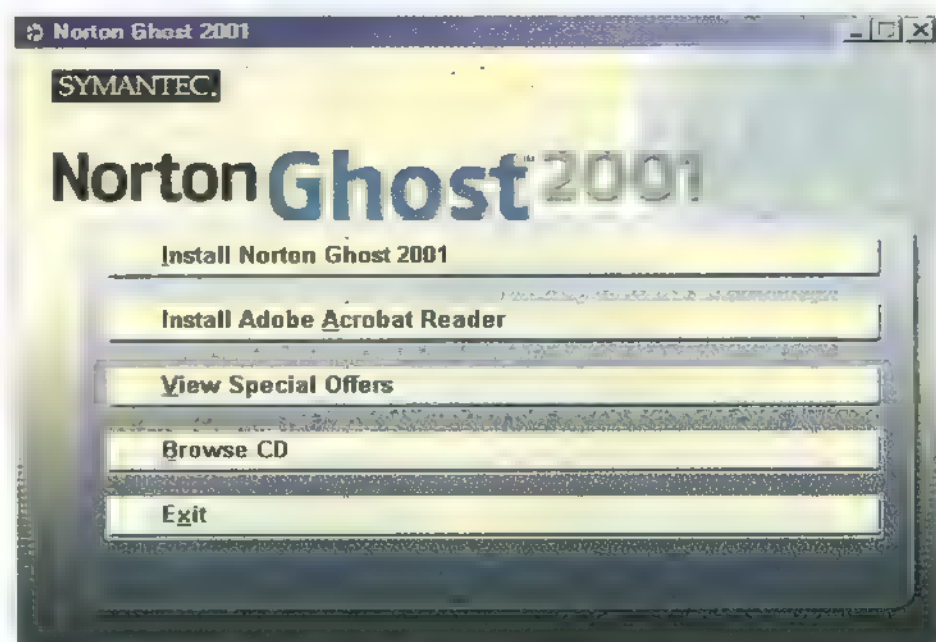 Norton Ghost 2001
SYMANTEC.
Norton Ghost™ 2001
Install Norton Ghost 2001
Install Adobe Acrobat Reader
View Special Offers
Browse CD
Exit